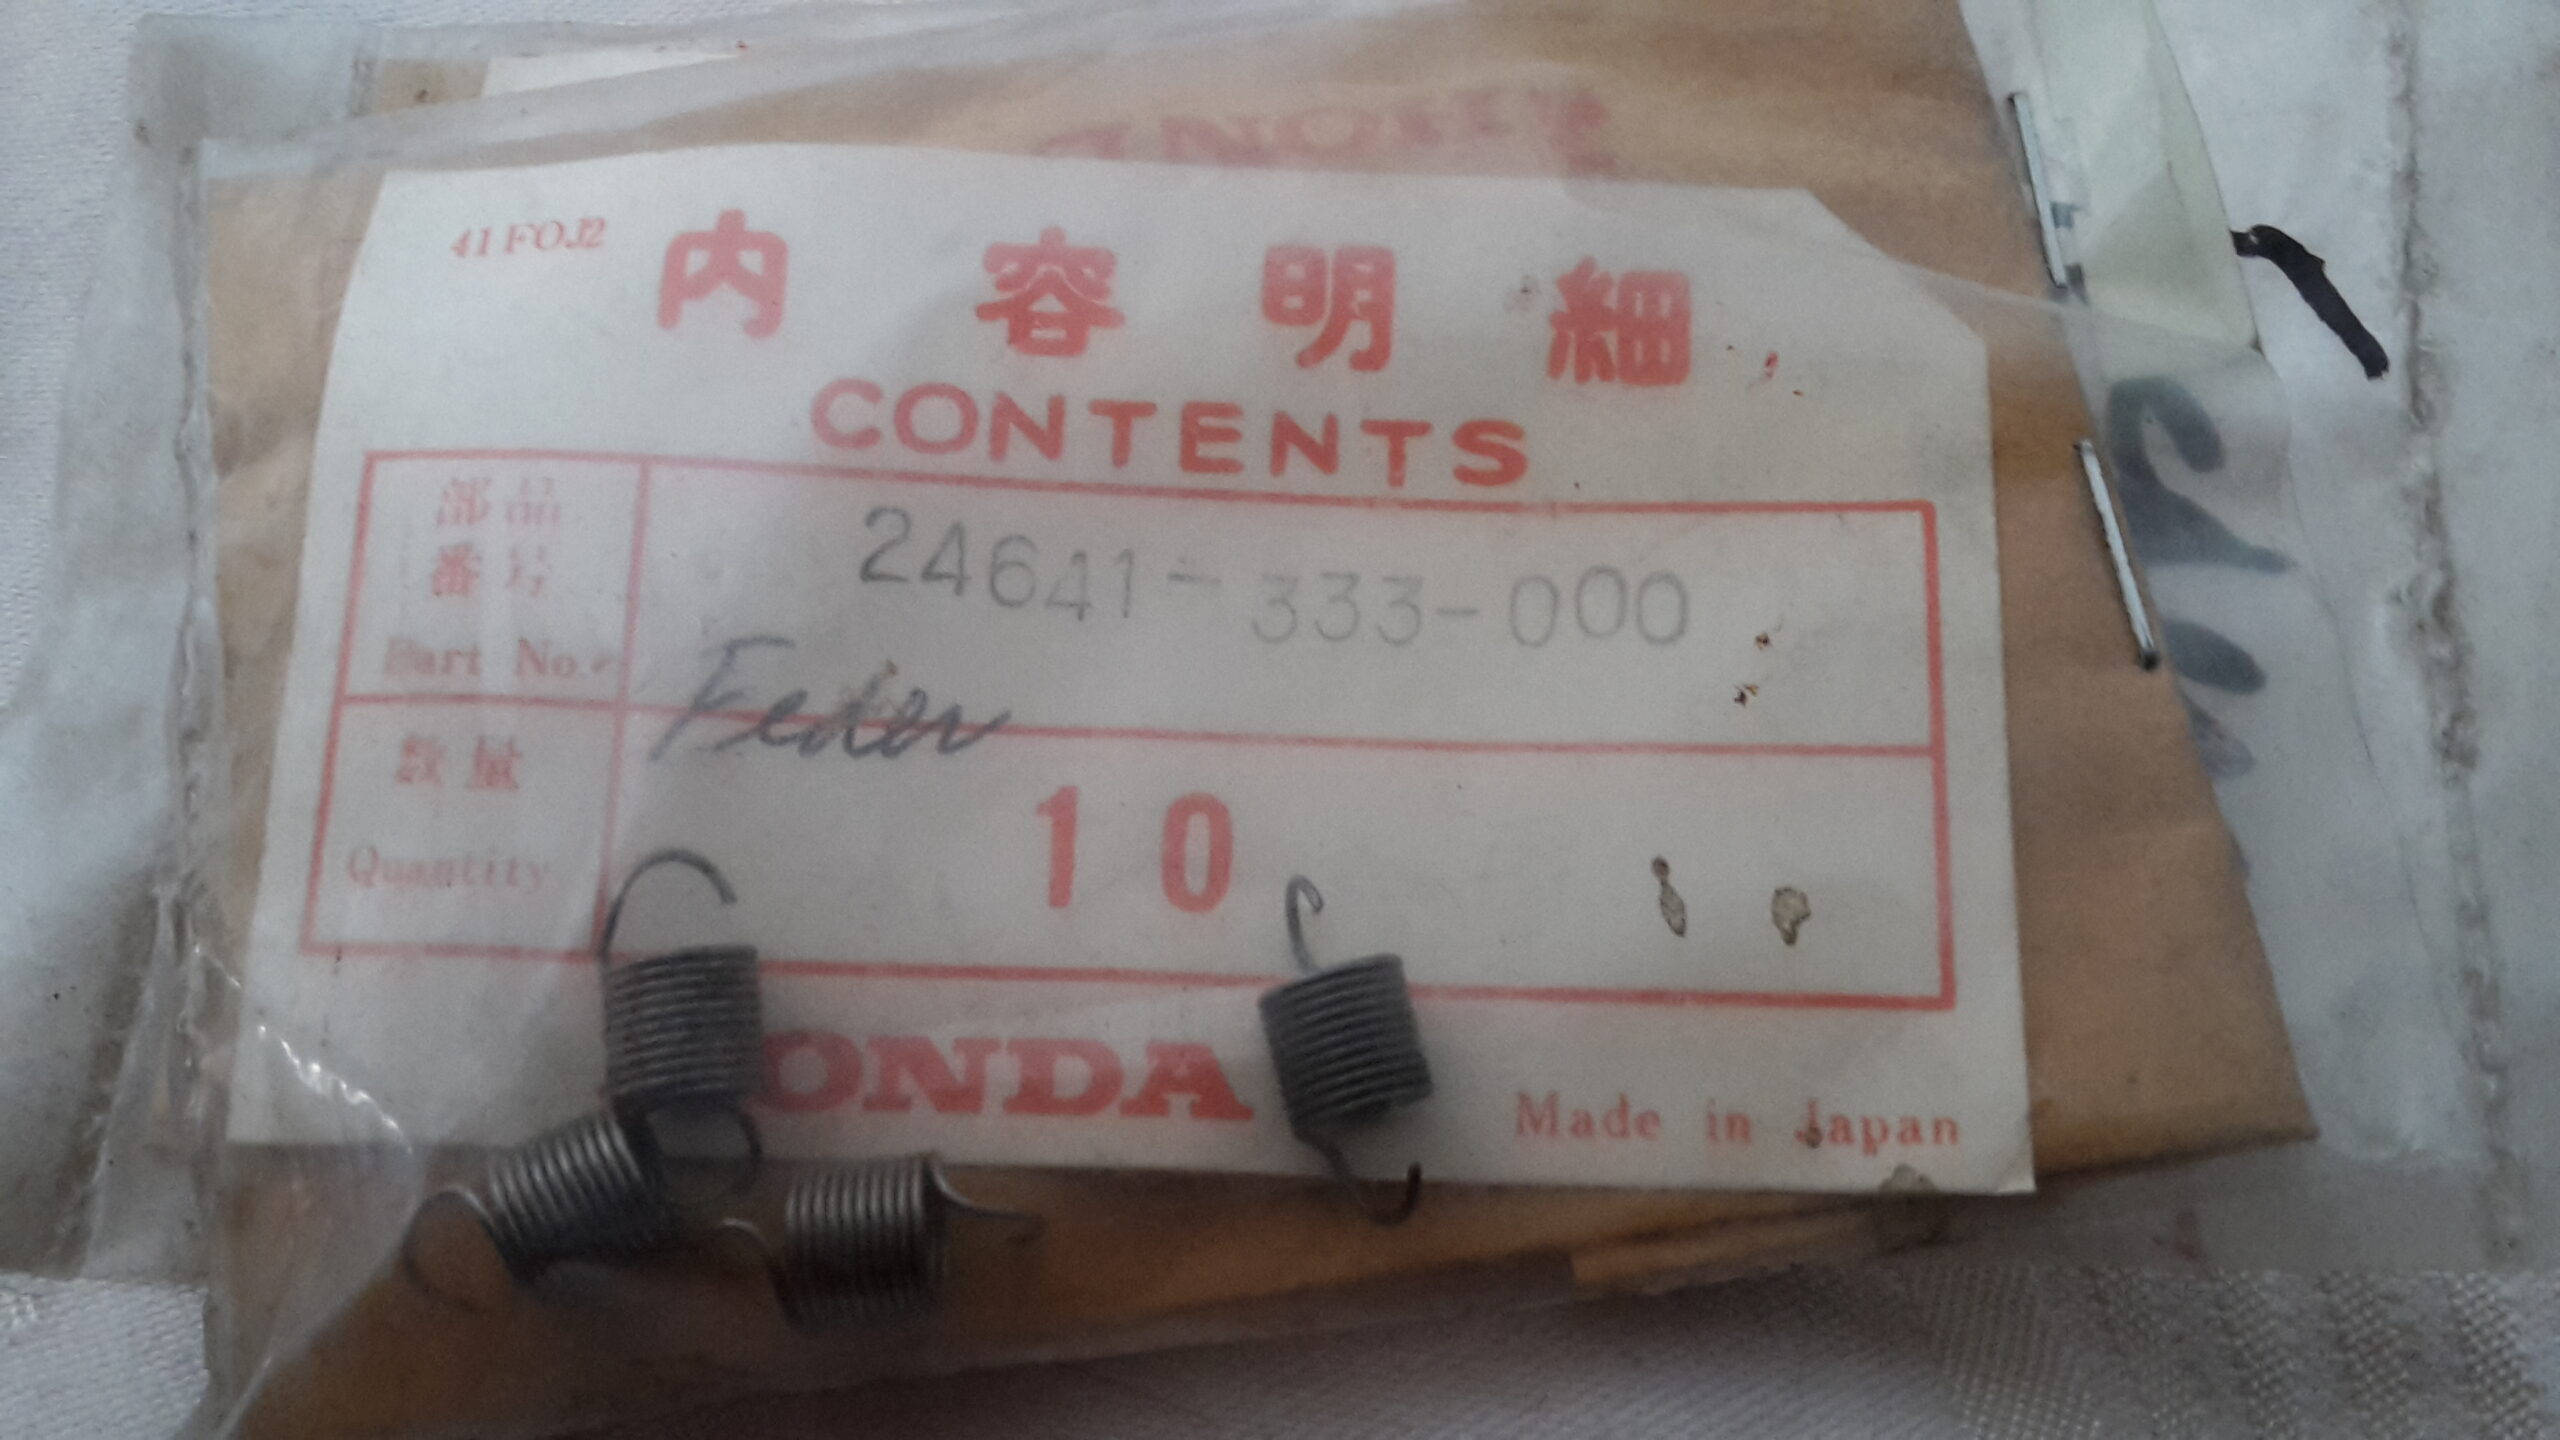 41 FOJ2
内容明細
CONTENTS
部品
番号
Part No.
24641-333-000
Feder
数量
Quantity
10
ONDA
Made in Japan